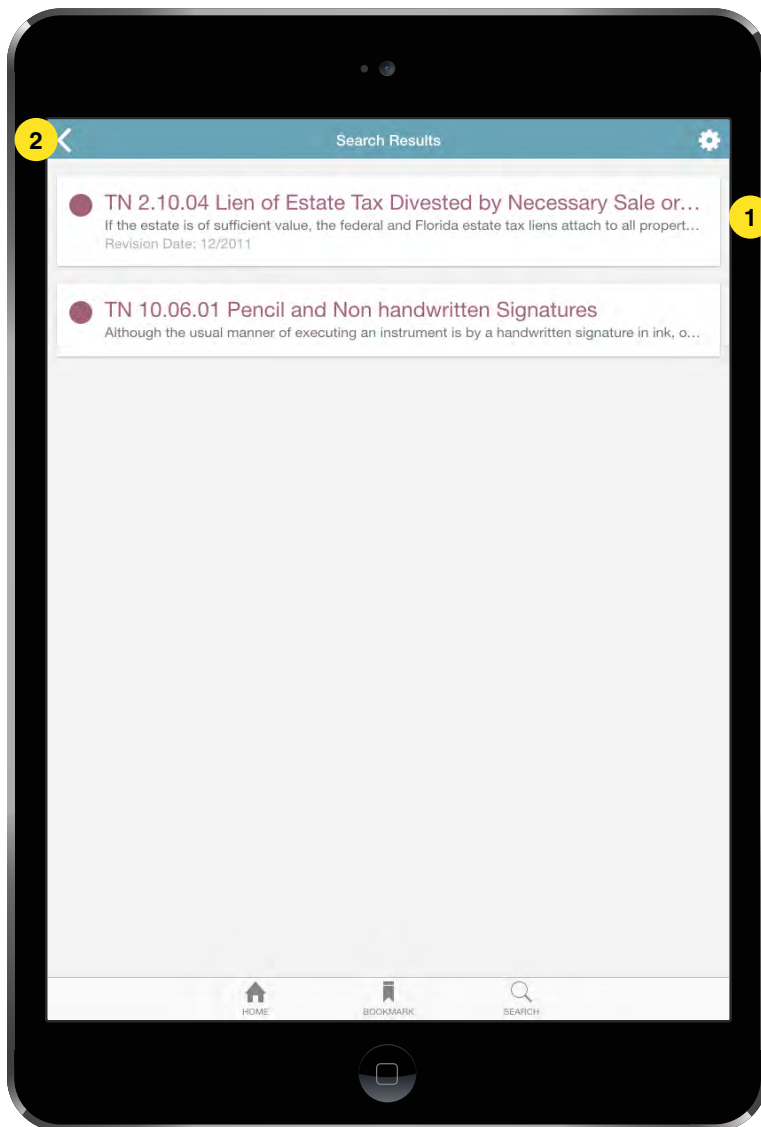 2
Search Results
TN 2.10.04 Lien of Estate Tax Divested by Necessary Sale or…
If the estate is of sufficient value, the federal and Florida estate tax liens attach to all propert…
Revision Date: 12/2011
1
TN 10.06.01 Pencil and Non handwritten Signatures
Although the usual manner of executing an instrument is by a handwritten signature in ink, o…
HOME
BOOKMARK
SEARCH